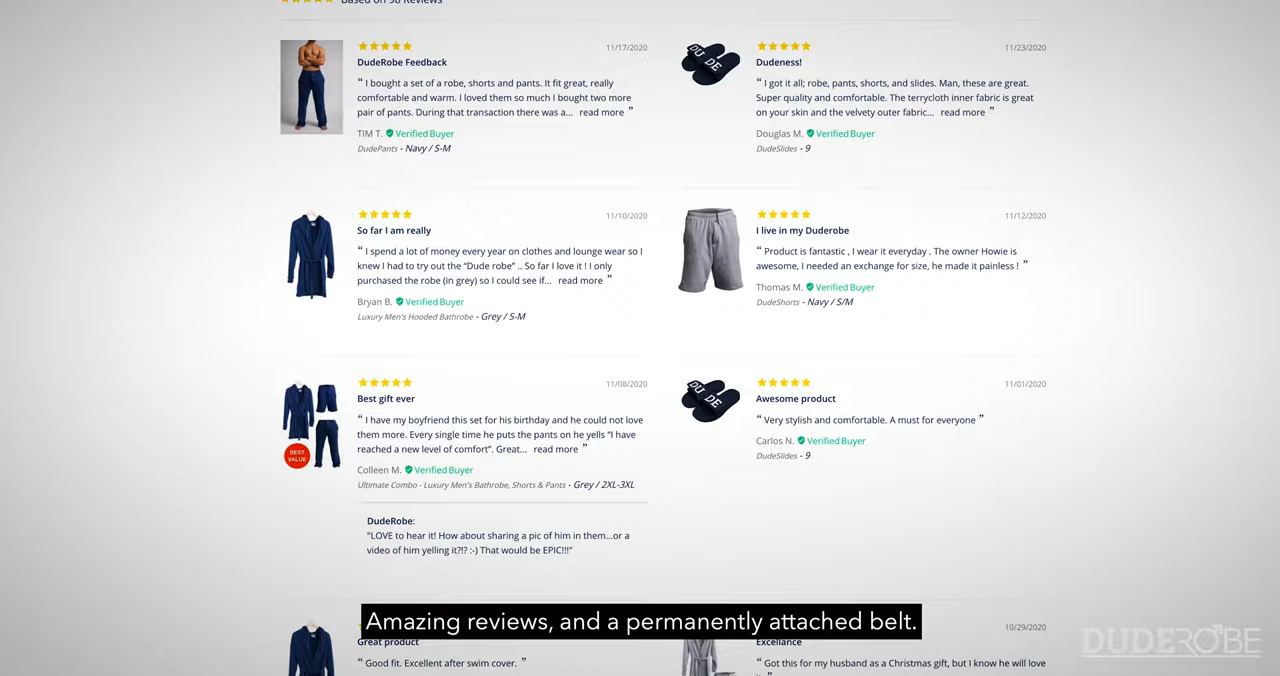 Based on 98 Reviews
11/17/2020
DudeRobe Feedback
“ I bought a set of a robe, shorts and pants. It fit great, really
comfortable and warm. I loved them so much I bought two more
pair of pants. During that transaction there was a... read more ”
TIM T. Verified Buyer
DudePants - Navy / S-M
11/23/2020
DU
DE
Dudeness!
“ I got it all; robe, pants, shorts, and slides. Man, these are great.
Super quality and comfortable. The terrycloth inner fabric is great
on your skin and the velvety outer fabric... read more ”
Douglas M. Verified Buyer
DudeSlides - 9
11/10/2020
So far I am really
“ I spend a lot of money every year on clothes and lounge wear so I
knew I had to try out the “Dude robe” .. So far I love it ! I only
purchased the robe (in grey) so I could see if... read more ”
Bryan B. Verified Buyer
Luxury Men's Hooded Bathrobe - Grey / S-M
11/12/2020
I live in my Duderobe
“ Product is fantastic , I wear it everyday . The owner Howie is
awesome, I needed an exchange for size, he made it painless ! ”
Thomas M. Verified Buyer
DudeShorts - Navy / S/M
11/08/2020
Best gift ever
“ I have my boyfriend this set for his birthday and he could not love
them more. Every single time he puts the pants on he yells “I have
reached a new level of comfort”. Great... read more ”
BEST
VALUE
Colleen M. Verified Buyer
Ultimate Combo - Luxury Men's Bathrobe, Shorts & Pants - Grey / 2XL-3XL
DudeRobe:
"LOVE to hear it! How about sharing a pic of him in them...or a
video of him yelling it?!? :-) That would be EPIC!!!"
11/01/2020
DU
DE
Awesome product
“ Very stylish and comfortable. A must for everyone ”
Carlos N. Verified Buyer
DudeSlides - 9
Amazing reviews, and a permanently attached belt.
Great product
“ Good fit. Excellent after swim cover. ”
10/29/2020
Excellance
“ Got this for my husband as a Christmas gift, but I know he will love
DUDEROBE